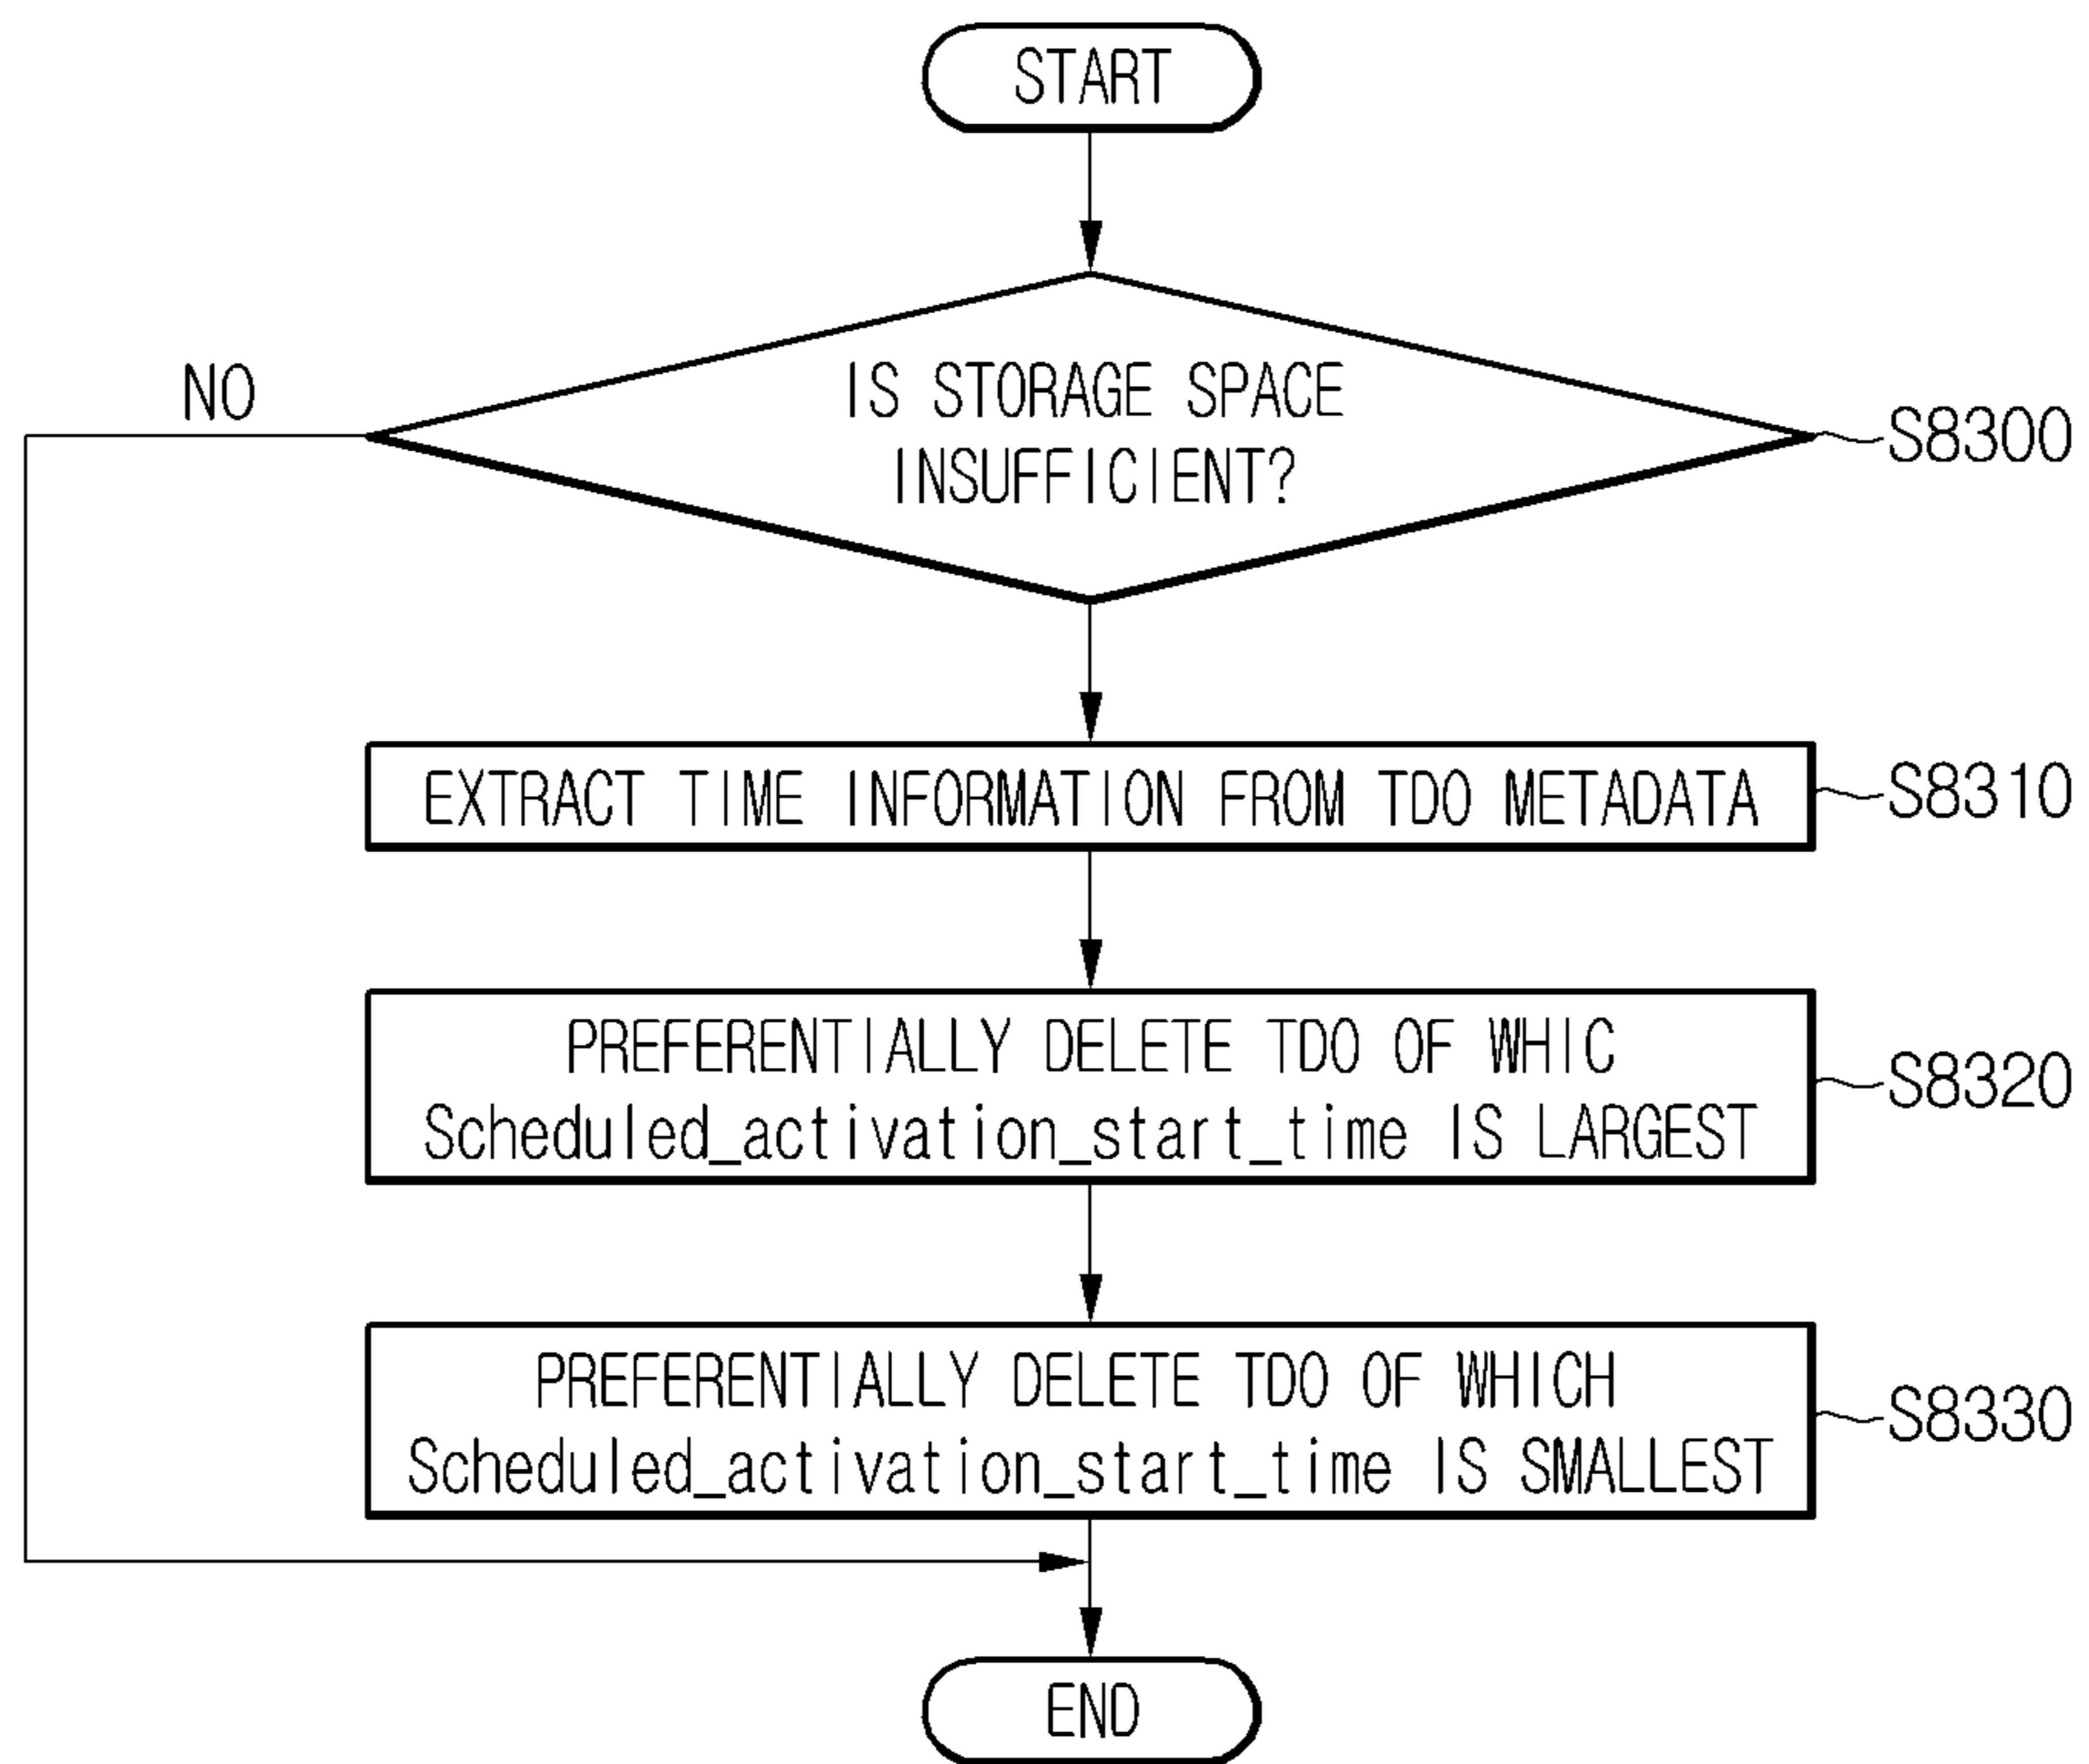 START
IS STORAGE SPACE
INSUFFICIENT?
NO
S8300
EXTRACT TIME INFORMATION FROM TDO METADATA
S8310
PREFERENTIALLY DELETE TDO OF WHIC
Scheduled_activation_start_time IS LARGEST
S8320
PREFERENTIALLY DELETE TDO OF WHICH
Scheduled_activation_start_time IS SMALLEST
S8330
END